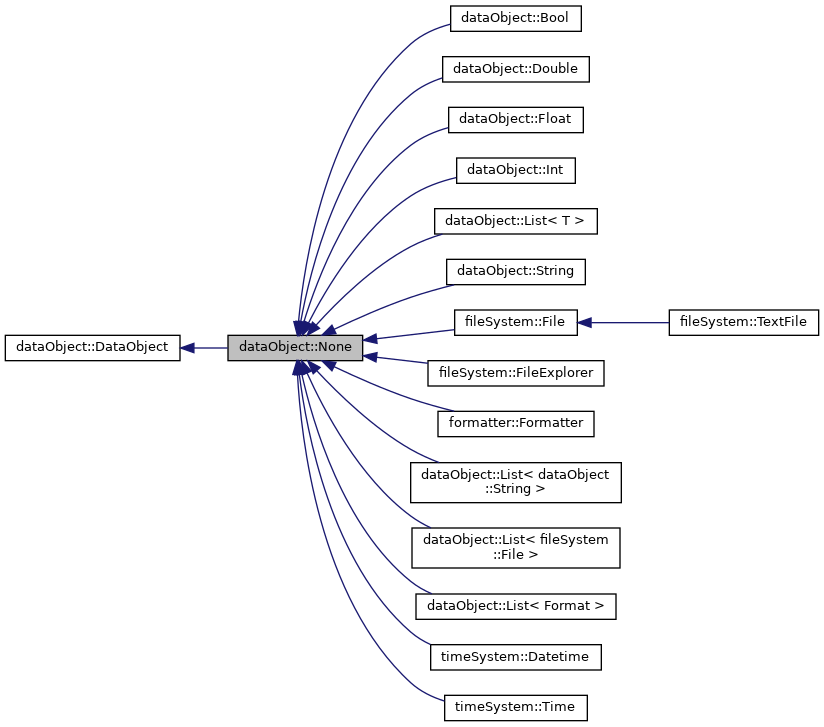 dataObject::Bool
dataObject::Double
dataObject::Float
dataObject::Int
dataObject::List< T >
dataObject::String
fileSystem::File
fileSystem::TextFile
dataObject::DataObject
dataObject::None
fileSystem::FileExplorer
formatter::Formatter
dataObject::List< dataObject
::String >
dataObject::List< fileSystem
::File >
dataObject::List< Format >
timeSystem::Datetime
timeSystem::Time